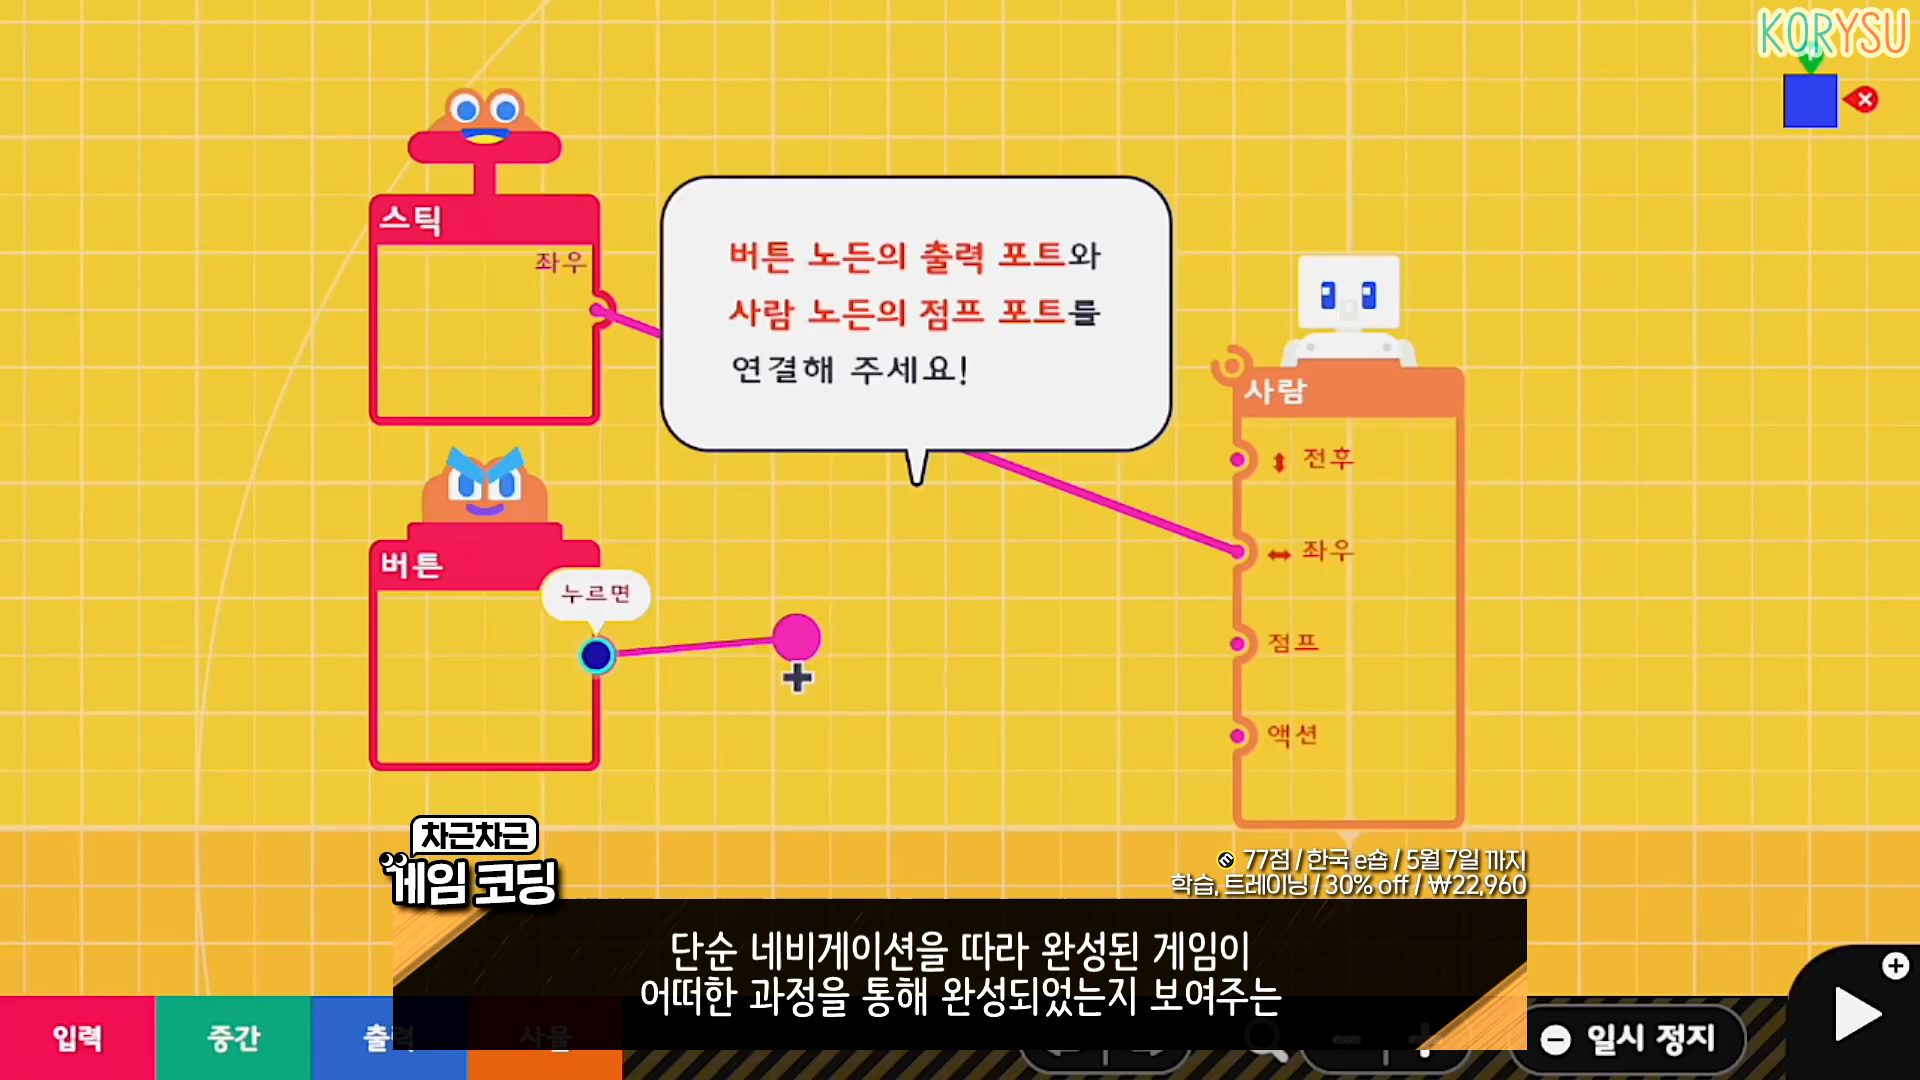 KORYSU
스틱
좌우
버튼 노든의 출력 포트와
사람 노든의 점프 포트를
연결해 주세요!
사람
전후
좌우
점프
액션
버튼
누르면
차근차근
게임 코딩
77점 / 한국 e숍 / 5월 7일 까지
학습, 트레이닝 / 30% off / ₩22,960
단순 네비게이션을 따라 완성된 게임이
어떠한 과정을 통해 완성되었는지 보여주는
입력
중간
출력
사물
일시 정지